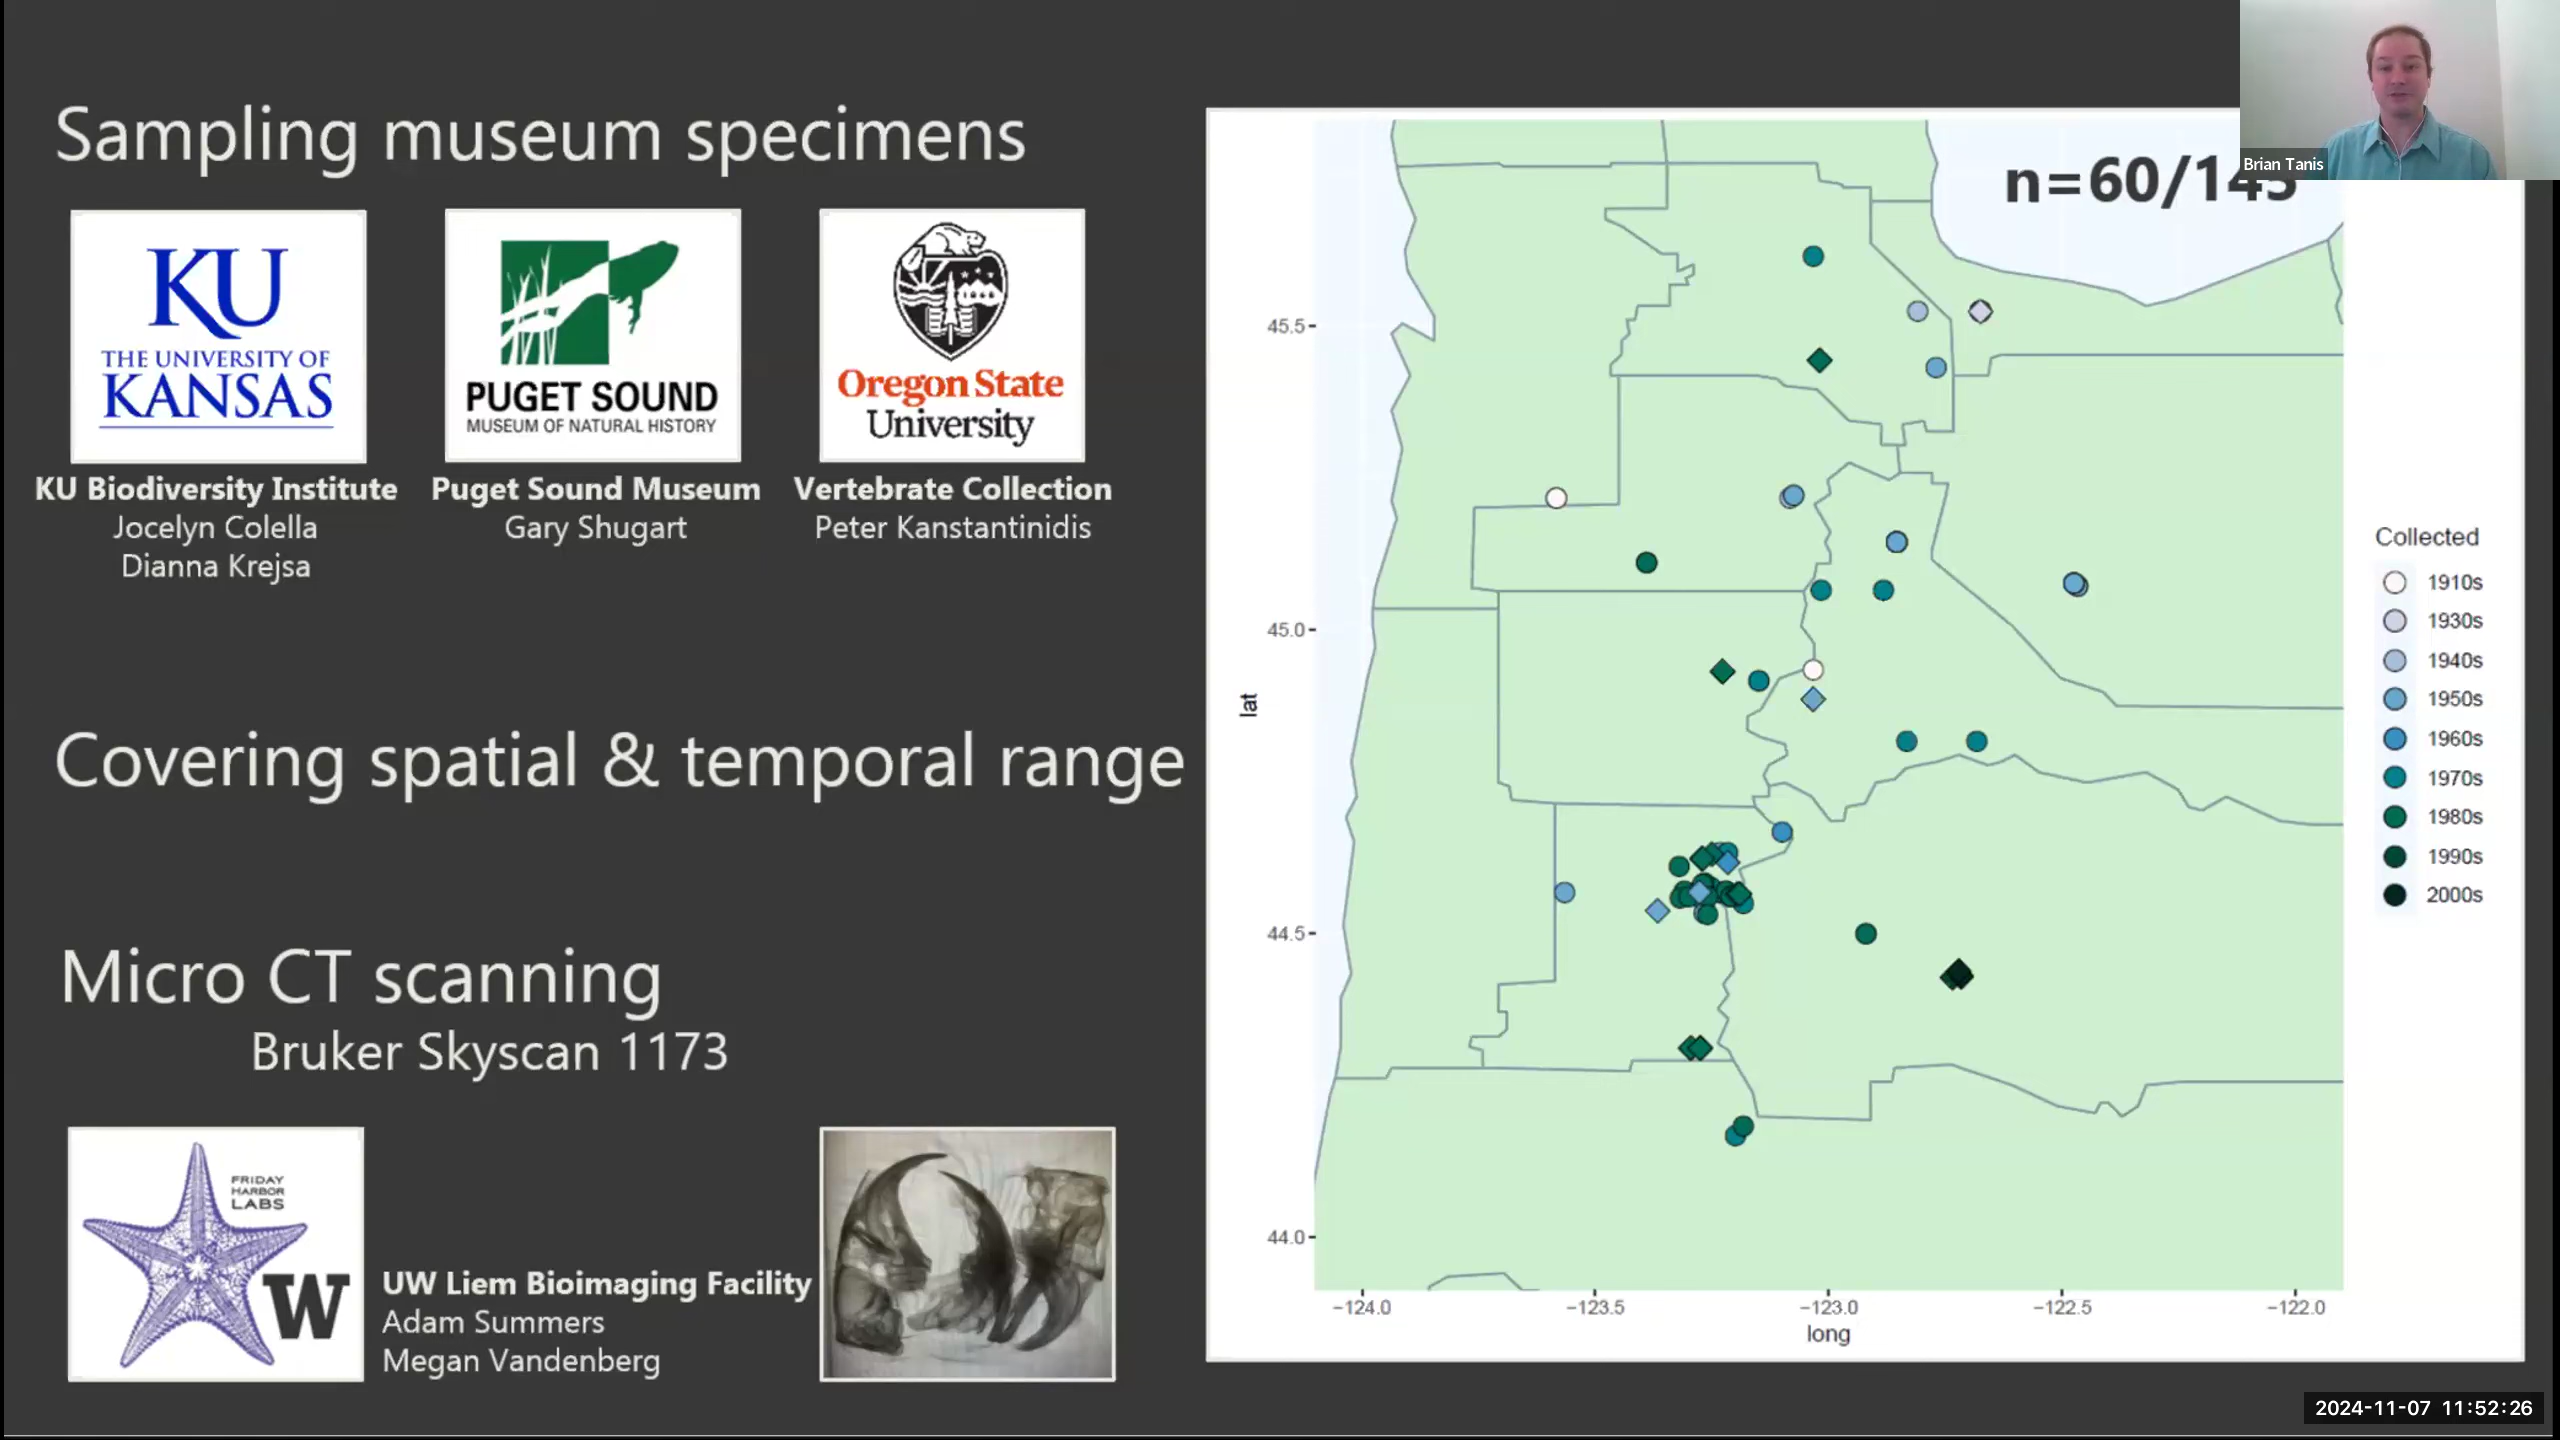 Sampling museum specimens
KU
THE UNIVERSITY OF
KANSAS
PUGET SOUND
MUSEUM OF NATURAL HISTORY
Oregon State
University
KU Biodiversity Institute
Jocelyn Colella
Dianna Krejsa
Puget Sound Museum
Gary Shugart
Vertebrate Collection
Peter Kanstantinidis
Covering spatial & temporal range
Micro CT scanning
Bruker Skyscan 1173
FRIDAY
HARBOR
LABS
W
UW Liem Bioimaging Facility
Adam Summers
Megan Vandenberg
Brian Tanis
n=60/145
45.5
45.0
44.5
44.0
lat
−124.0
−123.5
−123.0
−122.5
−122.0
long
Collected
1910s
1930s
1940s
1950s
1960s
1970s
1980s
1990s
2000s
2024-11-07 11:52:26